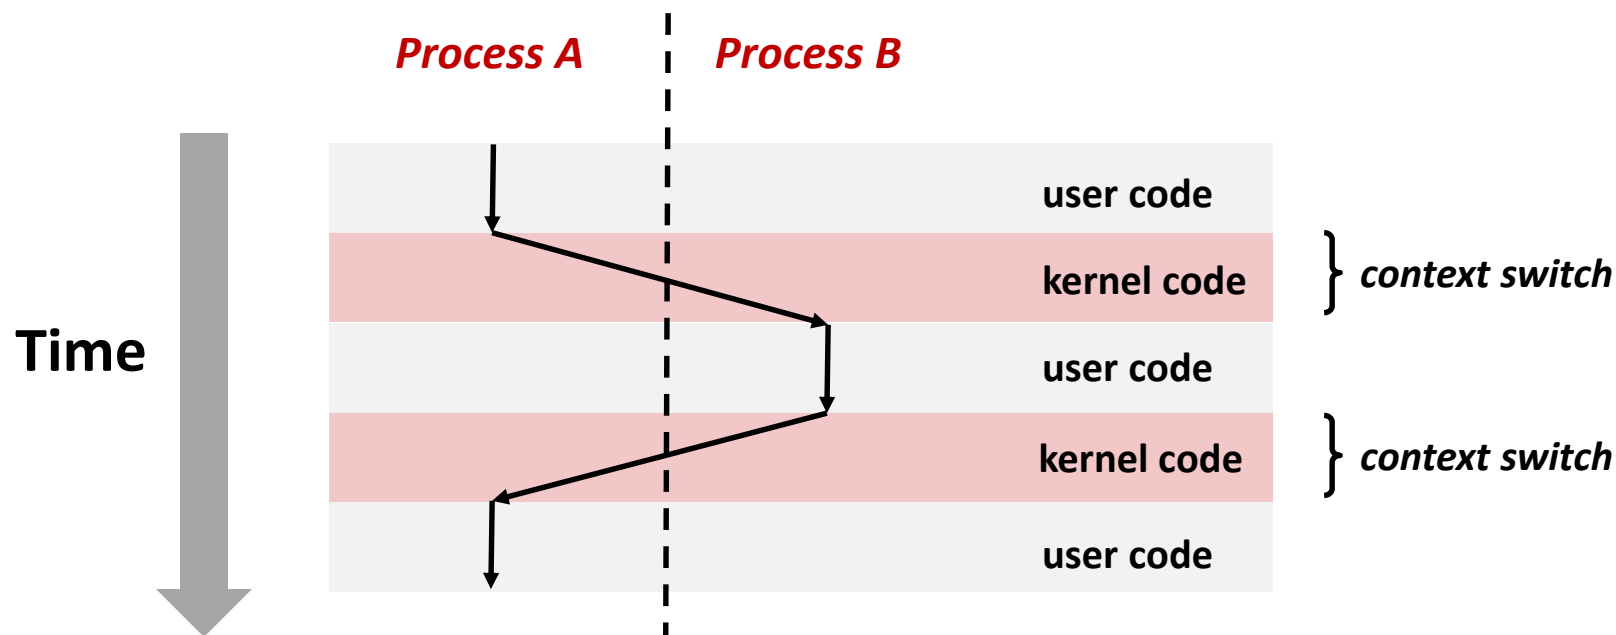 Process A
Process B
user code
kernel code
context switch
Time
user code
kernel code
context switch
user code